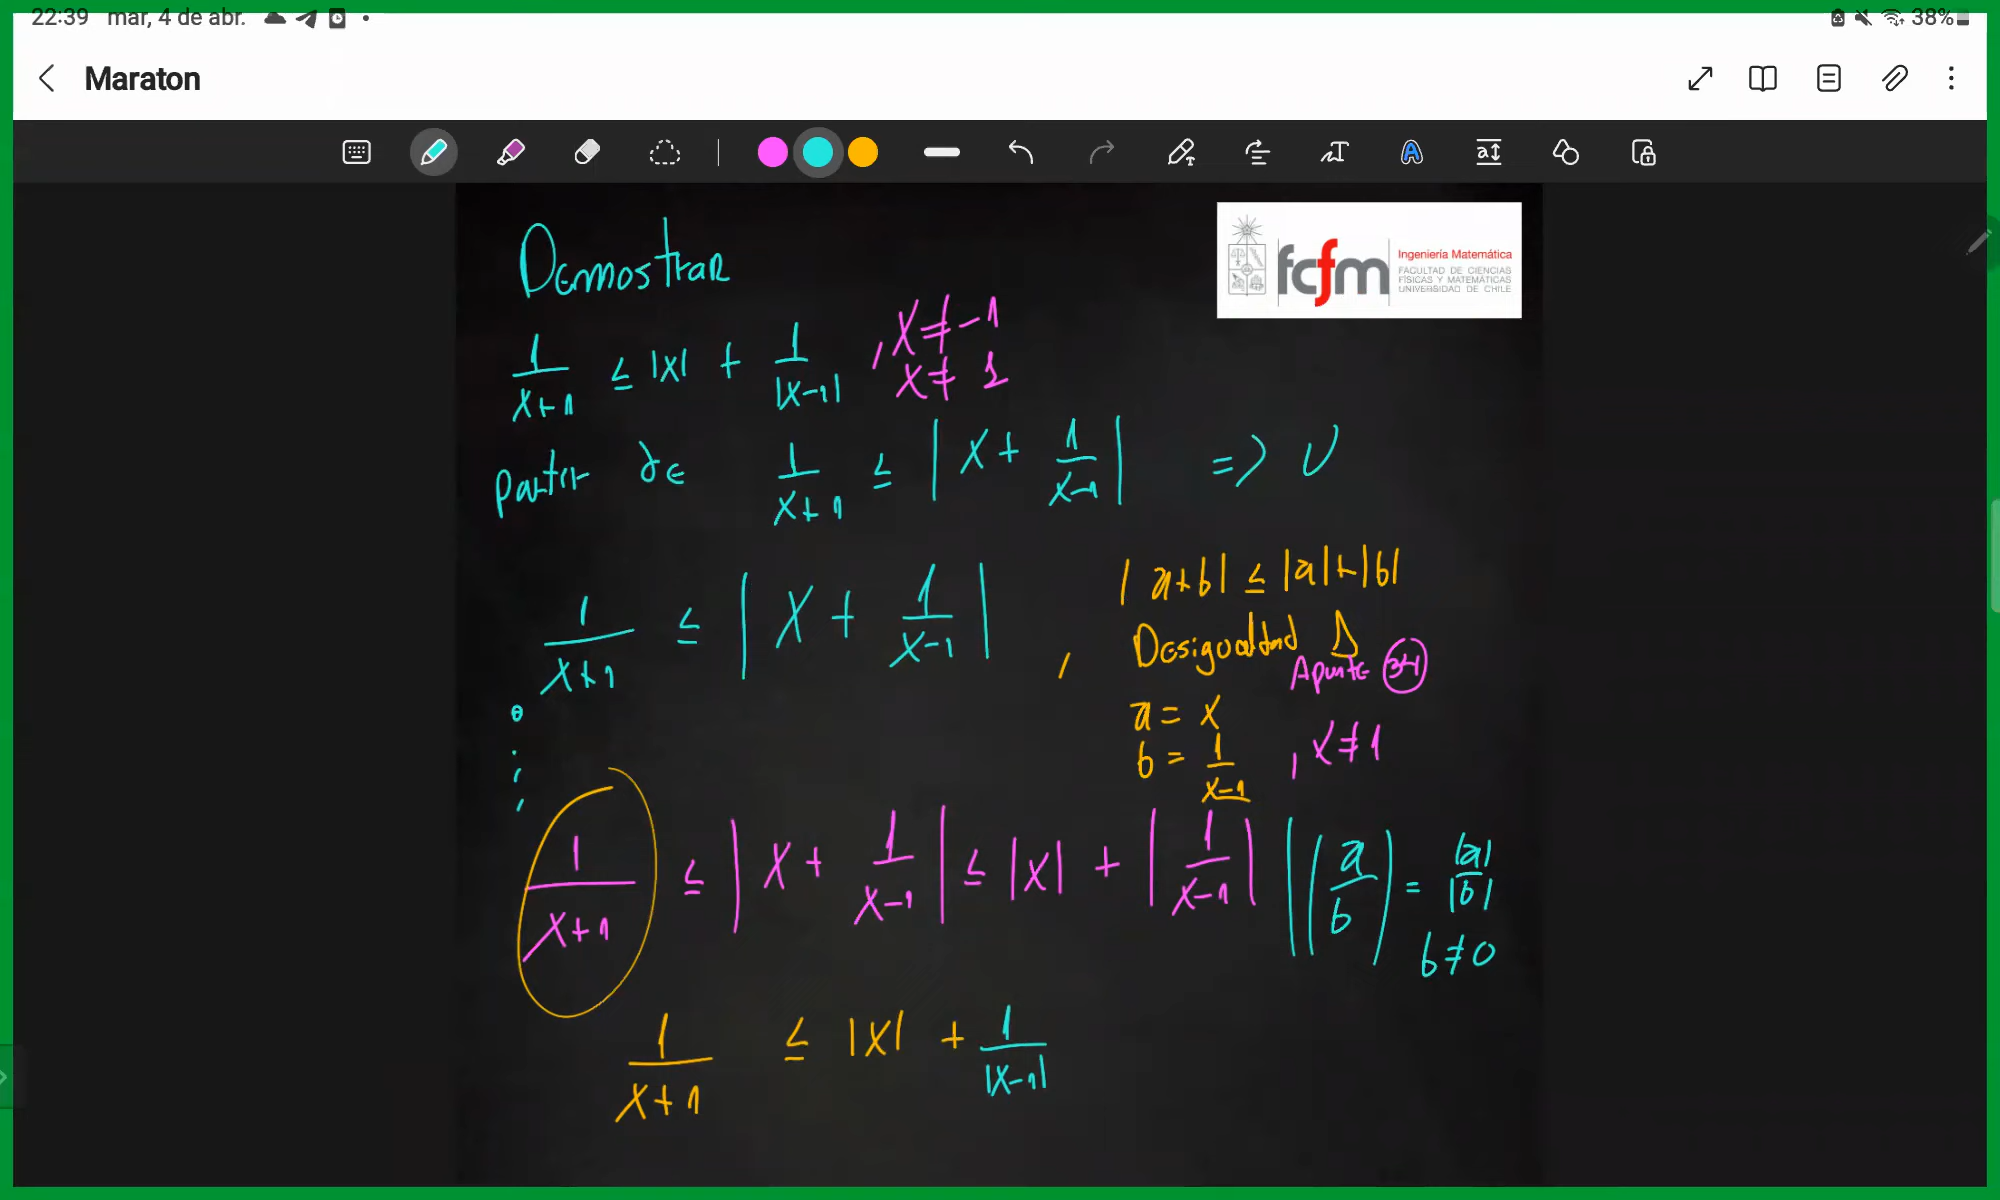 22:39 mar, 4 de abr. 38%
Maraton
Demostrar
fcfm Ingeniería Matemática
FACULTAD DE CIENCIAS
FÍSICAS Y MATEMÁTICAS
UNIVERSIDAD DE CHILE
1/(x+1) ≤ |x| + 1/|x-1| , x ≠ -1
x ≠ 1
partir de 1/(x+1) ≤ |x + 1/(x-1)| => V
1/(x+1) ≤ |x + 1/(x-1)| , |a+b| ≤ |a|+|b|
Desigualdad Δ
Apunte 34
a = x
b = 1/(x-1) , x ≠ 1
1/(x+1) ≤ |x + 1/(x-1)| ≤ |x| + |1/(x-1)| | |a/b| = |a|/|b|
b ≠ 0
1/(x+1) ≤ |x| + 1/|x-1|